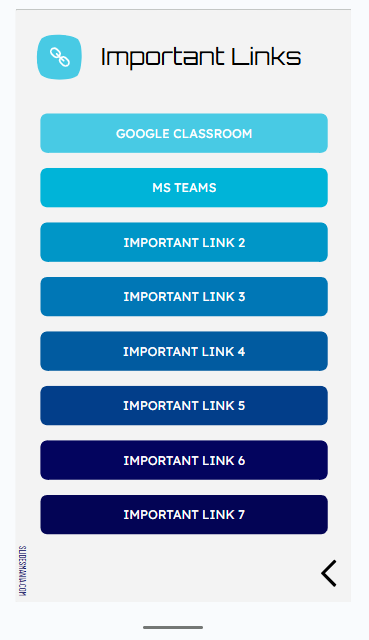 Important Links
GOOGLE CLASSROOM
MS TEAMS
IMPORTANT LINK 2
IMPORTANT LINK 3
IMPORTANT LINK 4
IMPORTANT LINK 5
IMPORTANT LINK 6
IMPORTANT LINK 7
SLIDESMANIA.COM